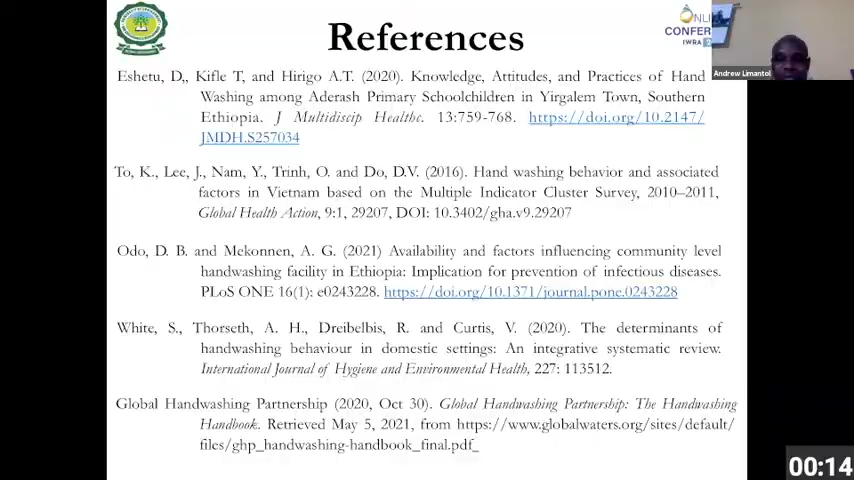 References
ONLI
CONFER
IWRA
Andrew Limantol
Eshetu, D,, Kifle T, and Hirigo A.T. (2020). Knowledge, Attitudes, and Practices of Hand
Washing among Aderash Primary Schoolchildren in Yirgalem Town, Southern
Ethiopia. J Multidiscip Healthc. 13:759-768. https://doi.org/10.2147/
JMDH.S257034
To, K., Lee, J., Nam, Y., Trinh, O. and Do, D.V. (2016). Hand washing behavior and associated
factors in Vietnam based on the Multiple Indicator Cluster Survey, 2010–2011,
Global Health Action, 9:1, 29207, DOI: 10.3402/gha.v9.29207
Odo, D. B. and Mekonnen, A. G. (2021) Availability and factors influencing community level
handwashing facility in Ethiopia: Implication for prevention of infectious diseases.
PLoS ONE 16(1): e0243228. https://doi.org/10.1371/journal.pone.0243228
White, S., Thorseth, A. H., Dreibelbis, R. and Curtis, V. (2020). The determinants of
handwashing behaviour in domestic settings: An integrative systematic review.
International Journal of Hygiene and Environmental Health, 227: 113512.
Global Handwashing Partnership (2020, Oct 30). Global Handwashing Partnership: The Handwashing
Handbook. Retrieved May 5, 2021, from https://www.globalwaters.org/sites/default/
files/ghp_handwashing-handbook_final.pdf_
00:14